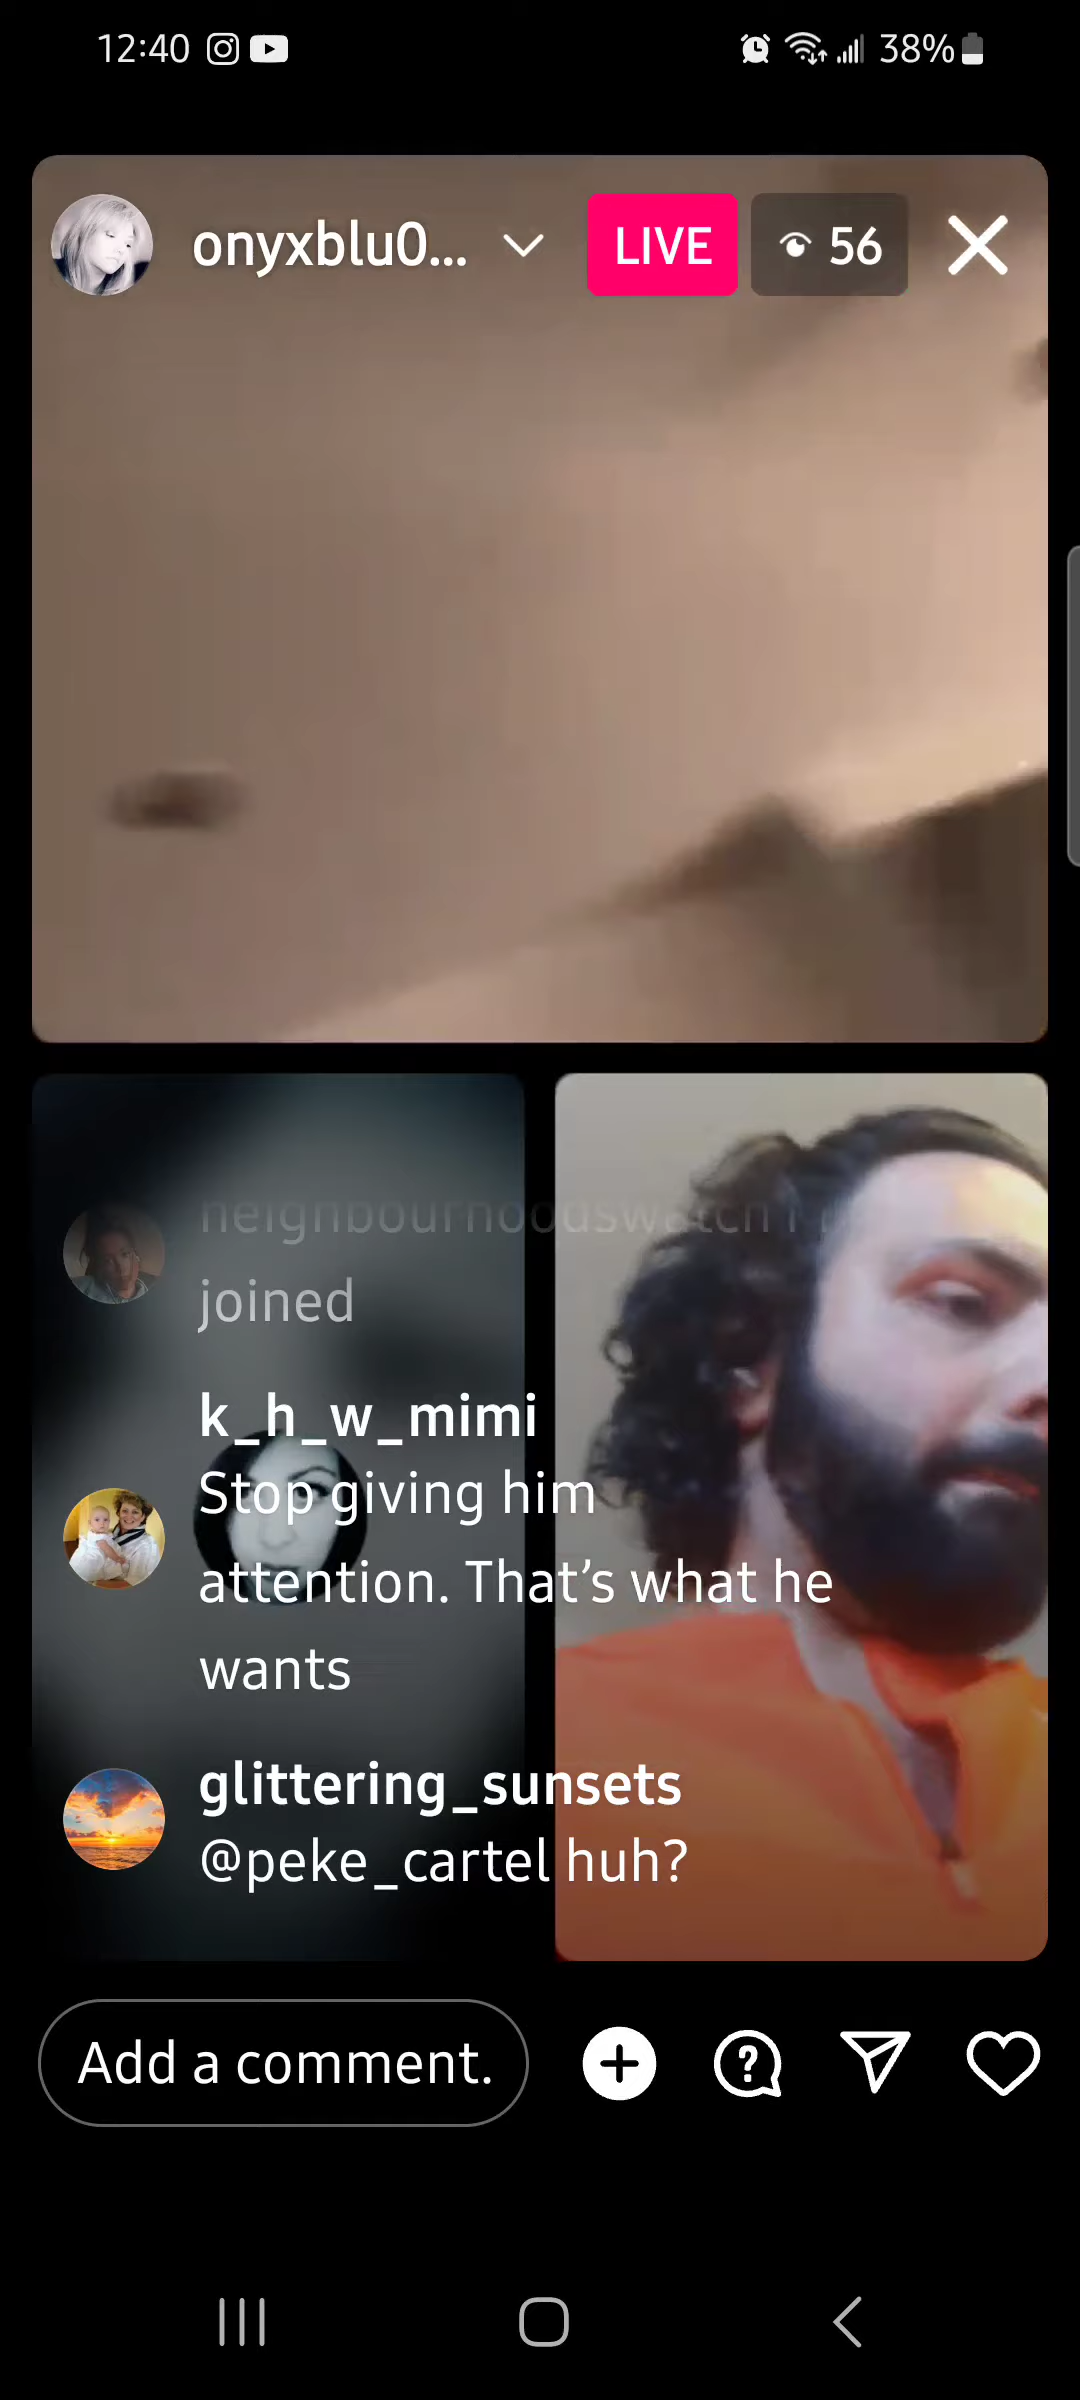 12:40
38%
onyxblu0...
LIVE
56
joined
k_h_w_mimi
Stop giving him
attention. That’s what he
wants
glittering_sunsets
@peke_cartel huh?
Add a comment.